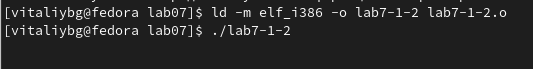 [vitaliybg@fedora lab07]$ ld -m elf_i386 -o lab7-1-2 lab7-1-2.o
[vitaliybg@fedora lab07]$ ./lab7-1-2